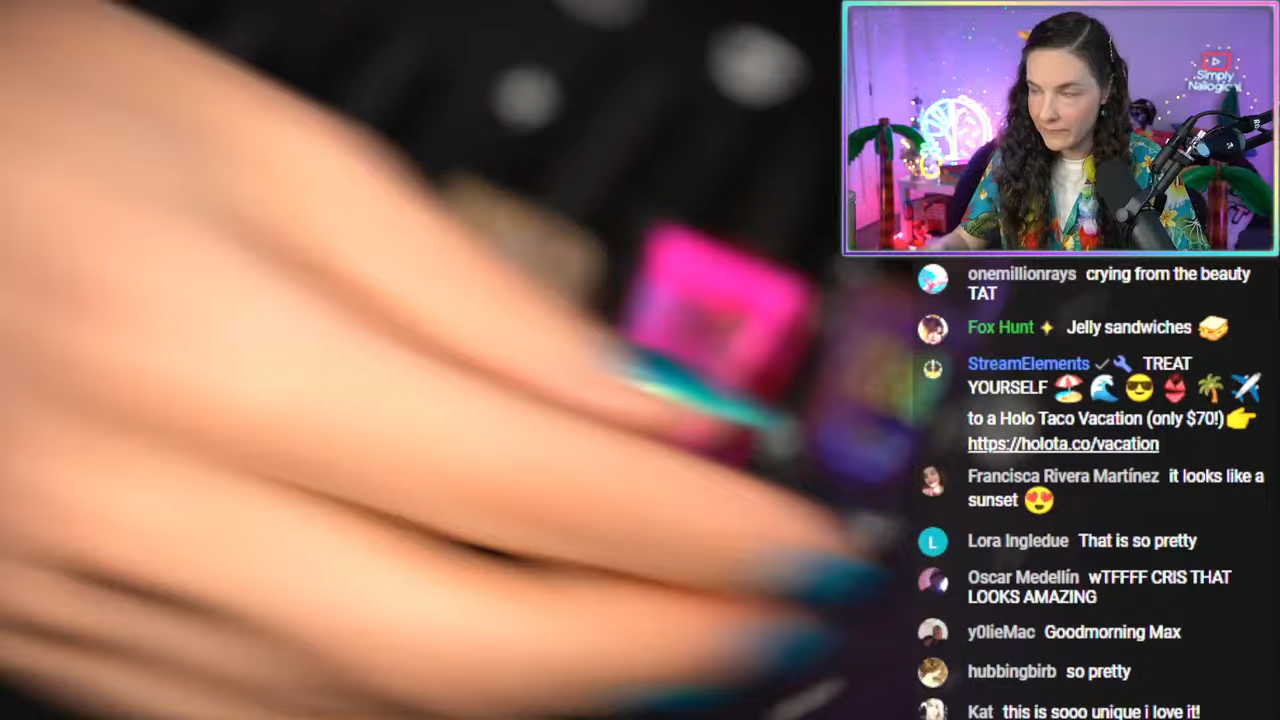 Simply
Nailogical
onemillionrays crying from the beauty
TAT
Fox Hunt Jelly sandwiches 🥪
StreamElements TREAT
YOURSELF 🏖️ 🌊 😎 👙 🌴 ✈️
to a Holo Taco Vacation (only $70!) 👉
https://holota.co/vacation
Francisca Rivera Martínez it looks like a
sunset 😍
L
Lora Ingledue That is so pretty
Oscar Medellín wTFFFF CRIS THAT
LOOKS AMAZING
y0lieMac Goodmorning Max
hubbingbirb so pretty
Kat this is sooo unique i love it!